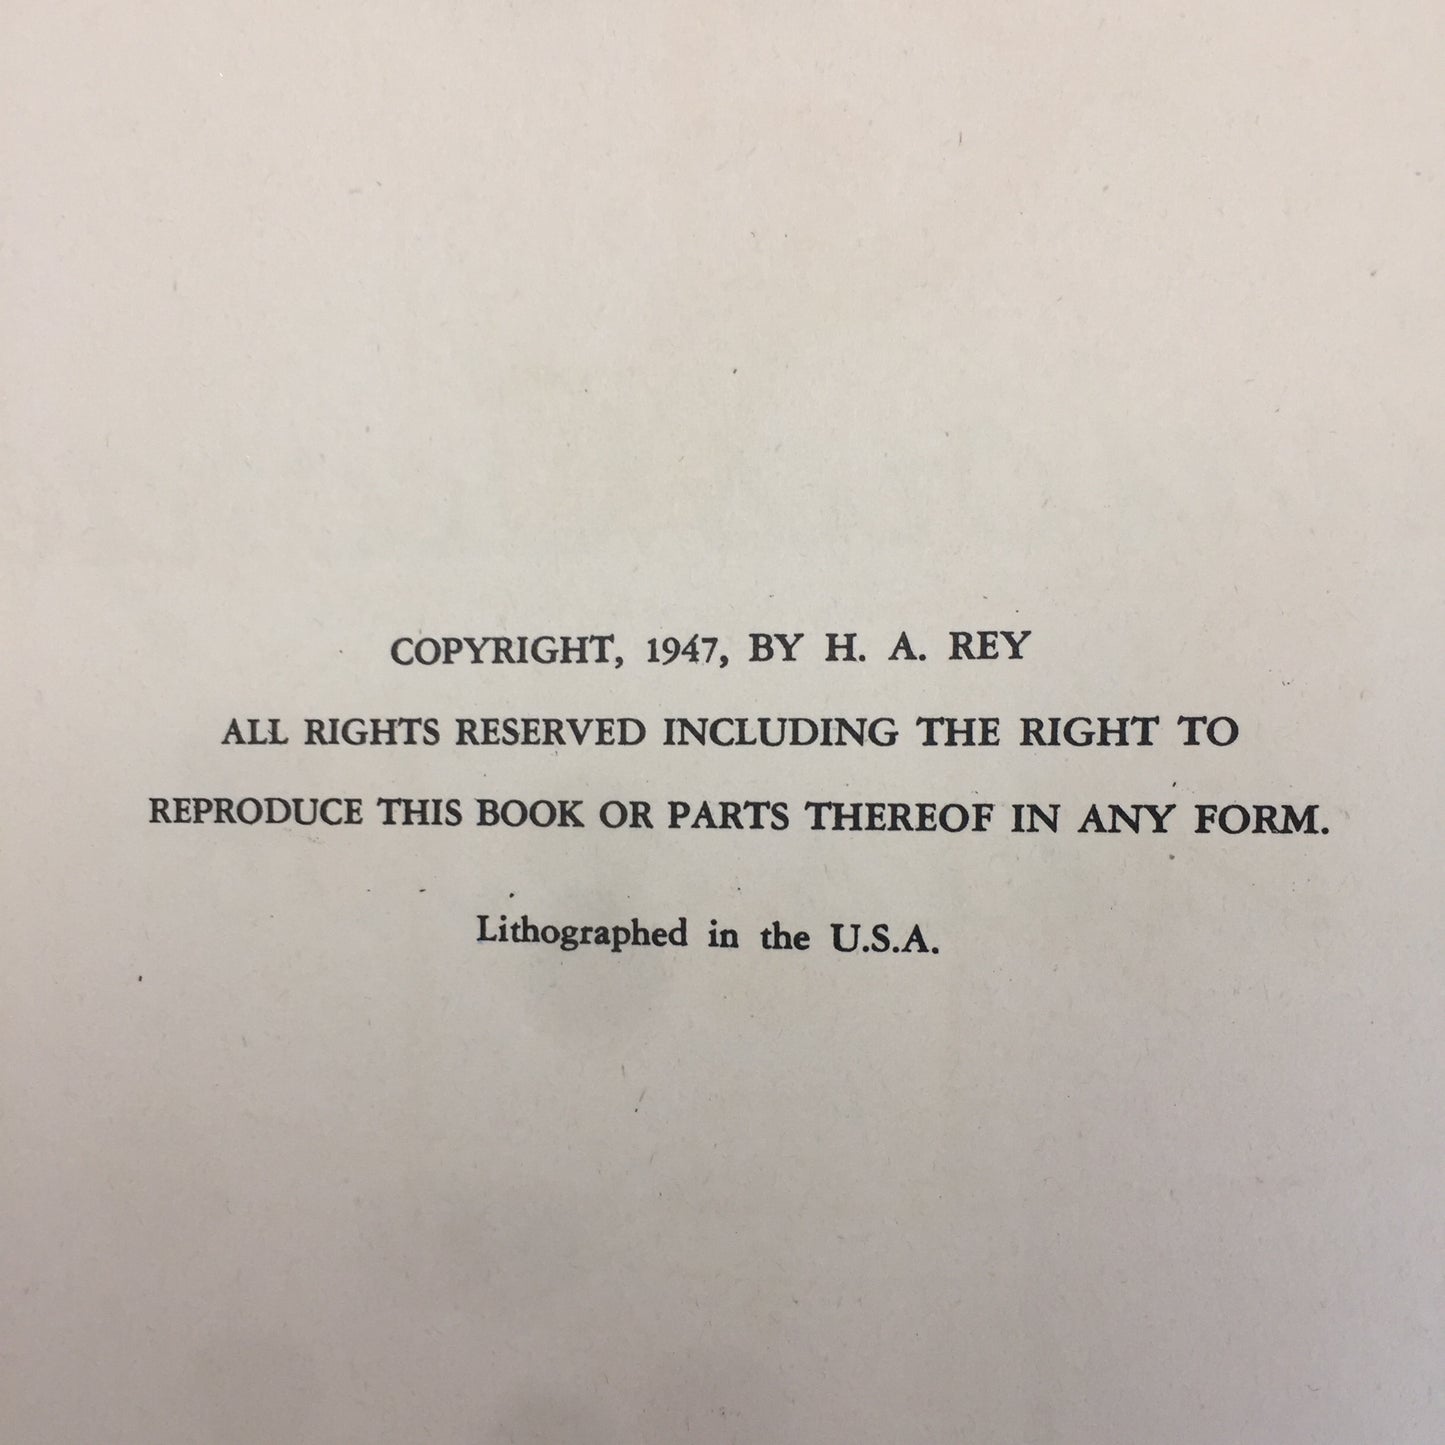 COPYRIGHT, 1947, BY H. A. REY
ALL RIGHTS RESERVED INCLUDING THE RIGHT TO
REPRODUCE THIS BOOK OR PARTS THEREOF IN ANY FORM.
Lithographed in the U.S.A.